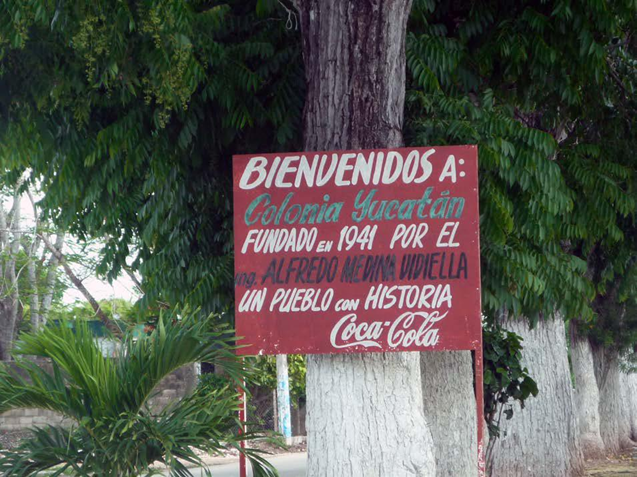 BIENVENIDOS A:
Colonia Yucatán
FUNDADO en 1941 POR EL
ing. ALFREDO MEDINA VIDIELLA
UN PUEBLO con HISTORIA
Coca-Cola